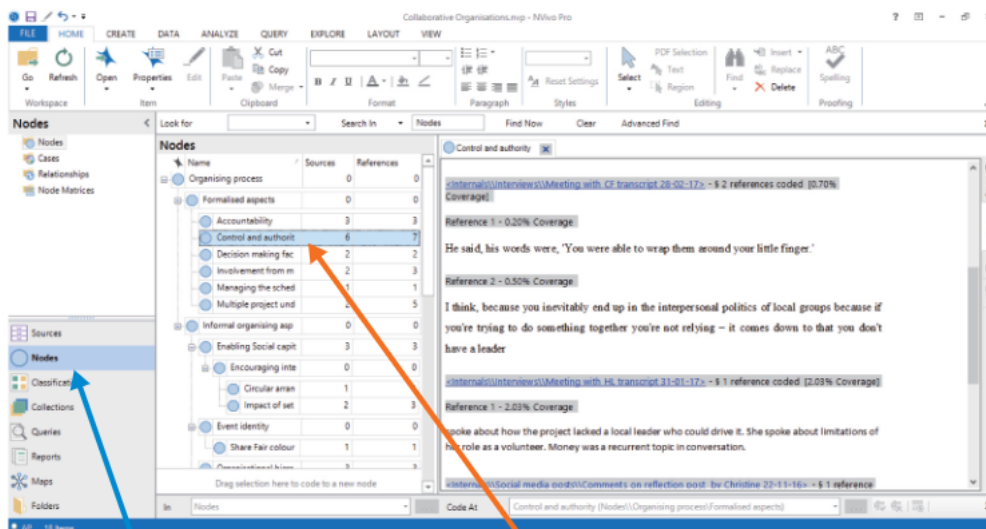 Collaborative Organisations.nvp - NVivo Pro
FILE HOME CREATE DATA ANALYZE QUERY EXPLORE LAYOUT VIEW
Go Refresh Open Properties Edit Paste Cut Copy Merge
B I U A
Reset Settings
Select PDF Selection Text Region Find Insert Replace Delete
ABC Spelling
Workspace Item Clipboard Format Paragraph Styles Editing Proofing
Nodes
Look for Search In Nodes Find Now Clear Advanced Find
Nodes
Cases
Relationships
Node Matrices
Sources
Nodes
Classificat
Collections
Queries
Reports
Maps
Folders
Nodes
Name Sources References
Organising process 0 0
Formalised aspects 0 0
Accountability 3 3
Control and authorit 6 7
Decision making fac 2 2
Involvement from m 2 3
Managing the sched 1 1
Multiple project und 2 5
Informal organising asp 0 0
Enabling Social capit 3 3
Encouraging inte 0 0
Circular arran 1
Impact of set 2 3
Event identity 0 0
Share Fair colour 1 1
Drag selection here to code to a new node
Control and authority
<Internals\\Interviews\\Meeting with CF transcript 28-02-17> - § 2 references coded [0.70%
Coverage]
Reference 1 - 0.20% Coverage
He said, his words were, 'You were able to wrap them around your little finger.'
Reference 2 - 0.50% Coverage
I think, because you inevitably end up in the interpersonal politics of local groups because if
you're trying to do something together you're not relying – it comes down to that you don't
have a leader
<Internals\\Interviews\\Meeting with HL transcript 31-01-17> - § 1 reference coded [2.03% Coverage]
Reference 1 - 2.03% Coverage
spoke about how the project lacked a local leader who could drive it. She spoke about limitations of
her role as a volunteer. Money was a recurrent topic in conversation.
<Internals\\Social media posts\\Comments on reflection post by Christine 22-11-16> - § 1 reference
In Nodes Code At Control and authority (Nodes\\Organising process\Formalised aspects)